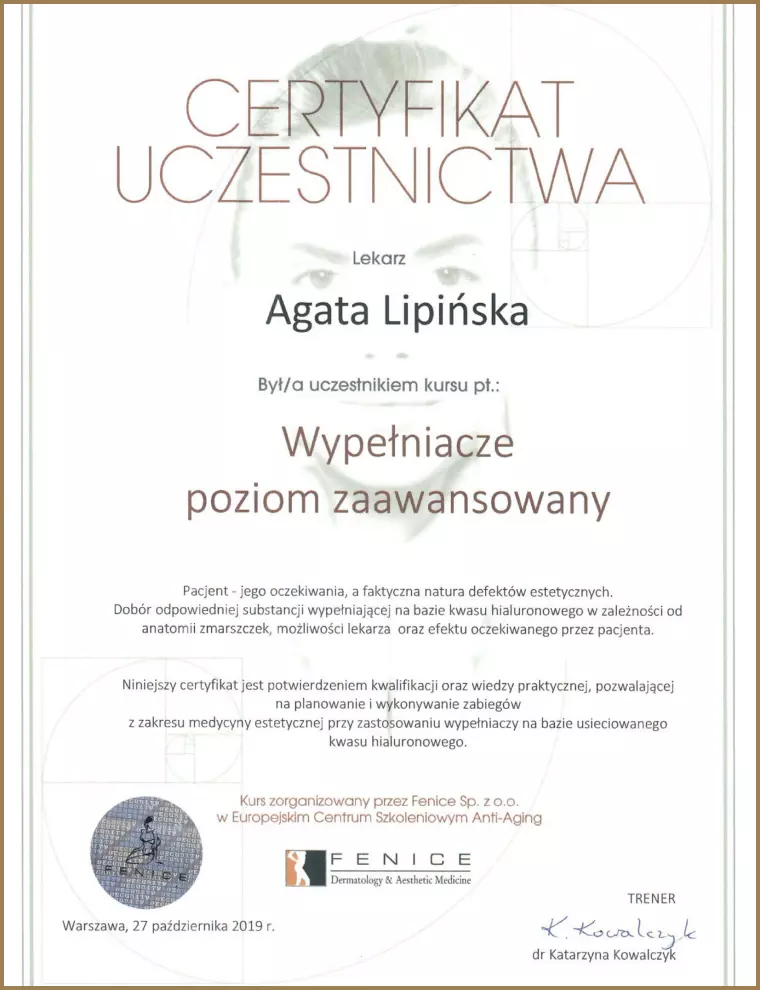 CERTYFIKAT
UCZESTNICTWA
Lekarz
Agata Lipińska
Był/a uczestnikiem kursu pt.:
Wypełniacze
poziom zaawansowany
Pacjent - jego oczekiwania, a faktyczna natura defektów estetycznych.
Dobór odpowiedniej substancji wypełniającej na bazie kwasu hialuronowego w zależności od
anatomii zmarszczek, możliwości lekarza oraz efektu oczekiwanego przez pacjenta.
Niniejszy certyfikat jest potwierdzeniem kwalifikacji oraz wiedzy praktycznej, pozwalającej
na planowanie i wykonywanie zabiegów
z zakresu medycyny estetycznej przy zastosowaniu wypełniaczy na bazie usieciowanego
kwasu hialuronowego.
Kurs zorganizowany przez Fenice Sp. z o.o.
w Europejskim Centrum Szkoleniowym Anti-Aging
FENICE
FENICE
Dermatology & Aesthetic Medicine
TRENER
Warszawa, 27 października 2019 r.
K. Kowalczyk
dr Katarzyna Kowalczyk